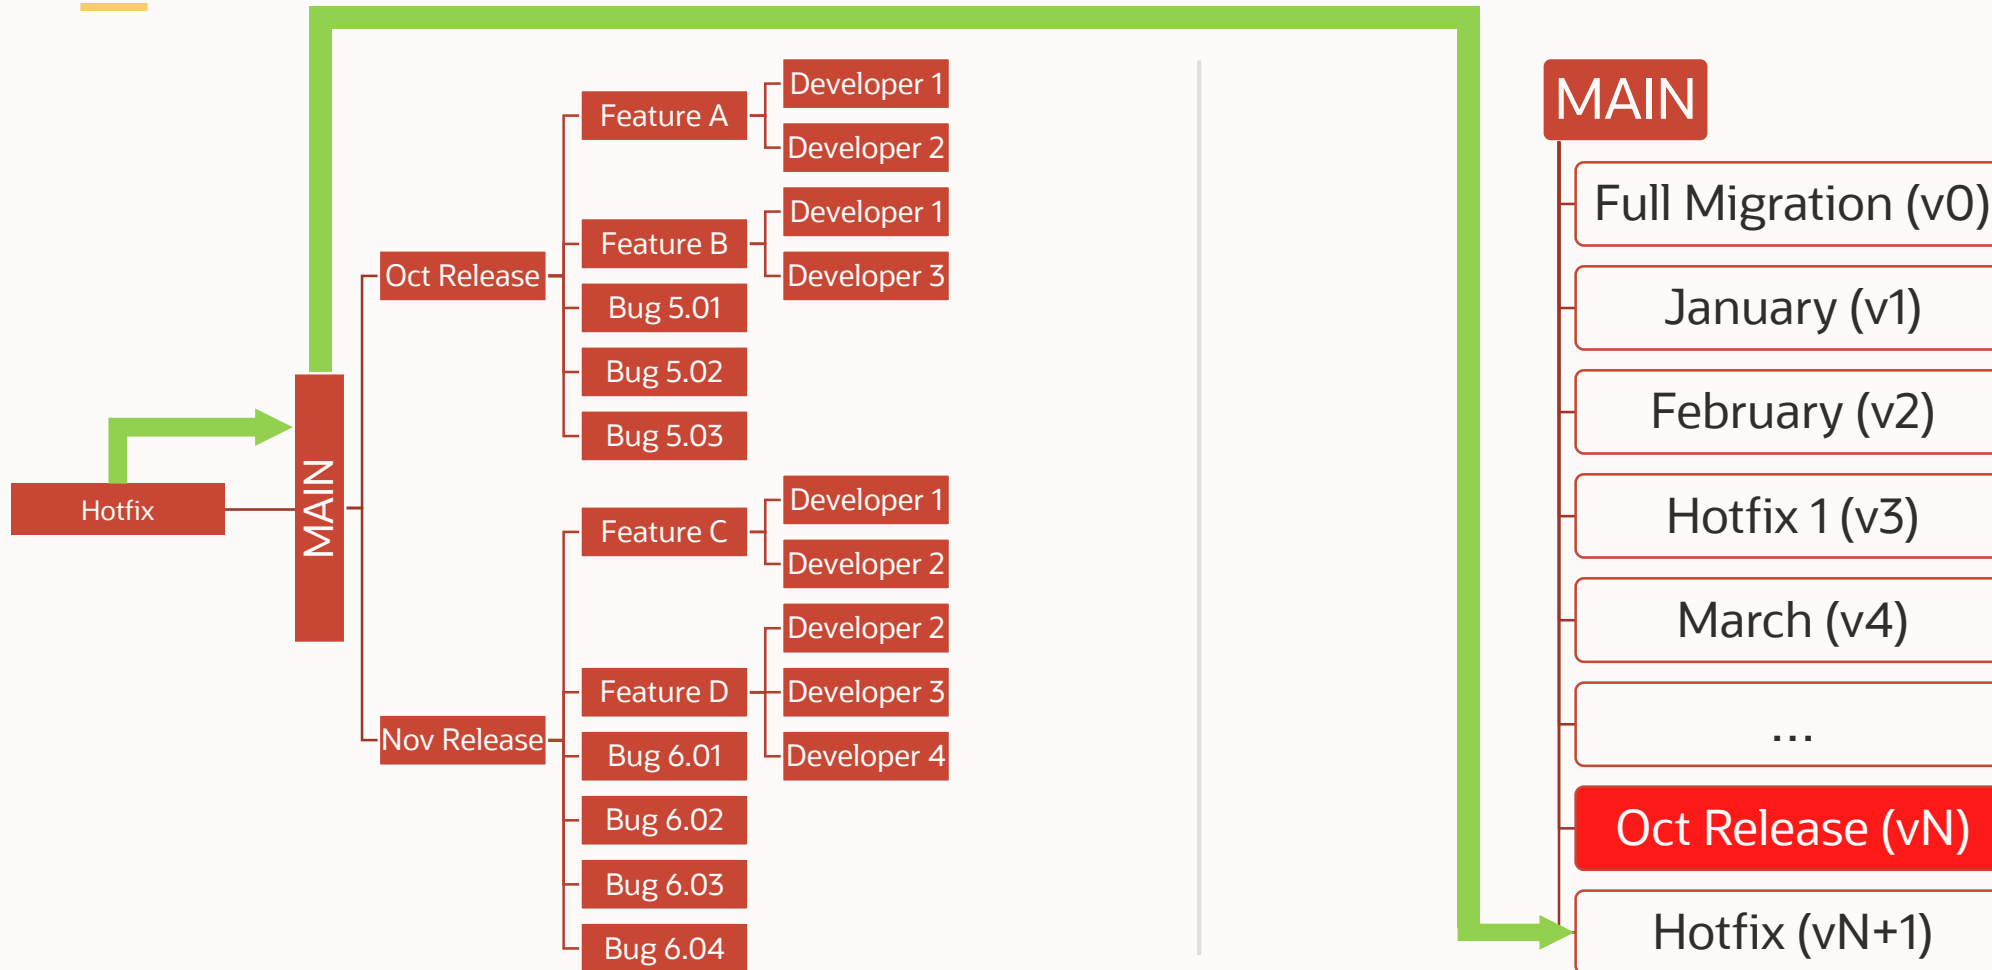 Hotfix
MAIN
Oct Release
Feature A
Developer 1
Developer 2
Feature B
Developer 1
Developer 3
Bug 5.01
Bug 5.02
Bug 5.03
Nov Release
Feature C
Developer 1
Developer 2
Feature D
Developer 2
Developer 3
Developer 4
Bug 6.01
Bug 6.02
Bug 6.03
Bug 6.04
MAIN
Full Migration (v0)
January (v1)
February (v2)
Hotfix 1 (v3)
March (v4)
...
Oct Release (vN)
Hotfix (vN+1)